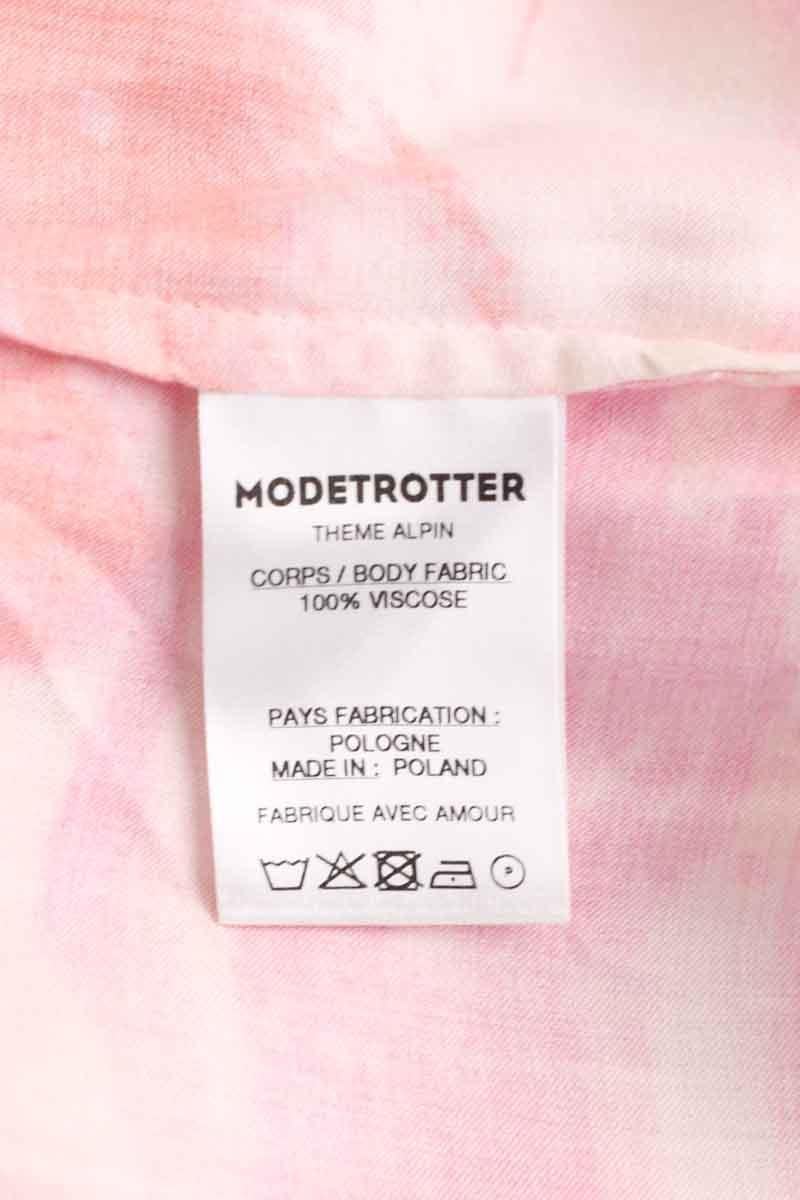 MODETROTTER
THEME ALPIN
CORPS / BODY FABRIC
100% VISCOSE
PAYS FABRICATION :
POLOGNE
MADE IN : POLAND
FABRIQUE AVEC AMOUR
P